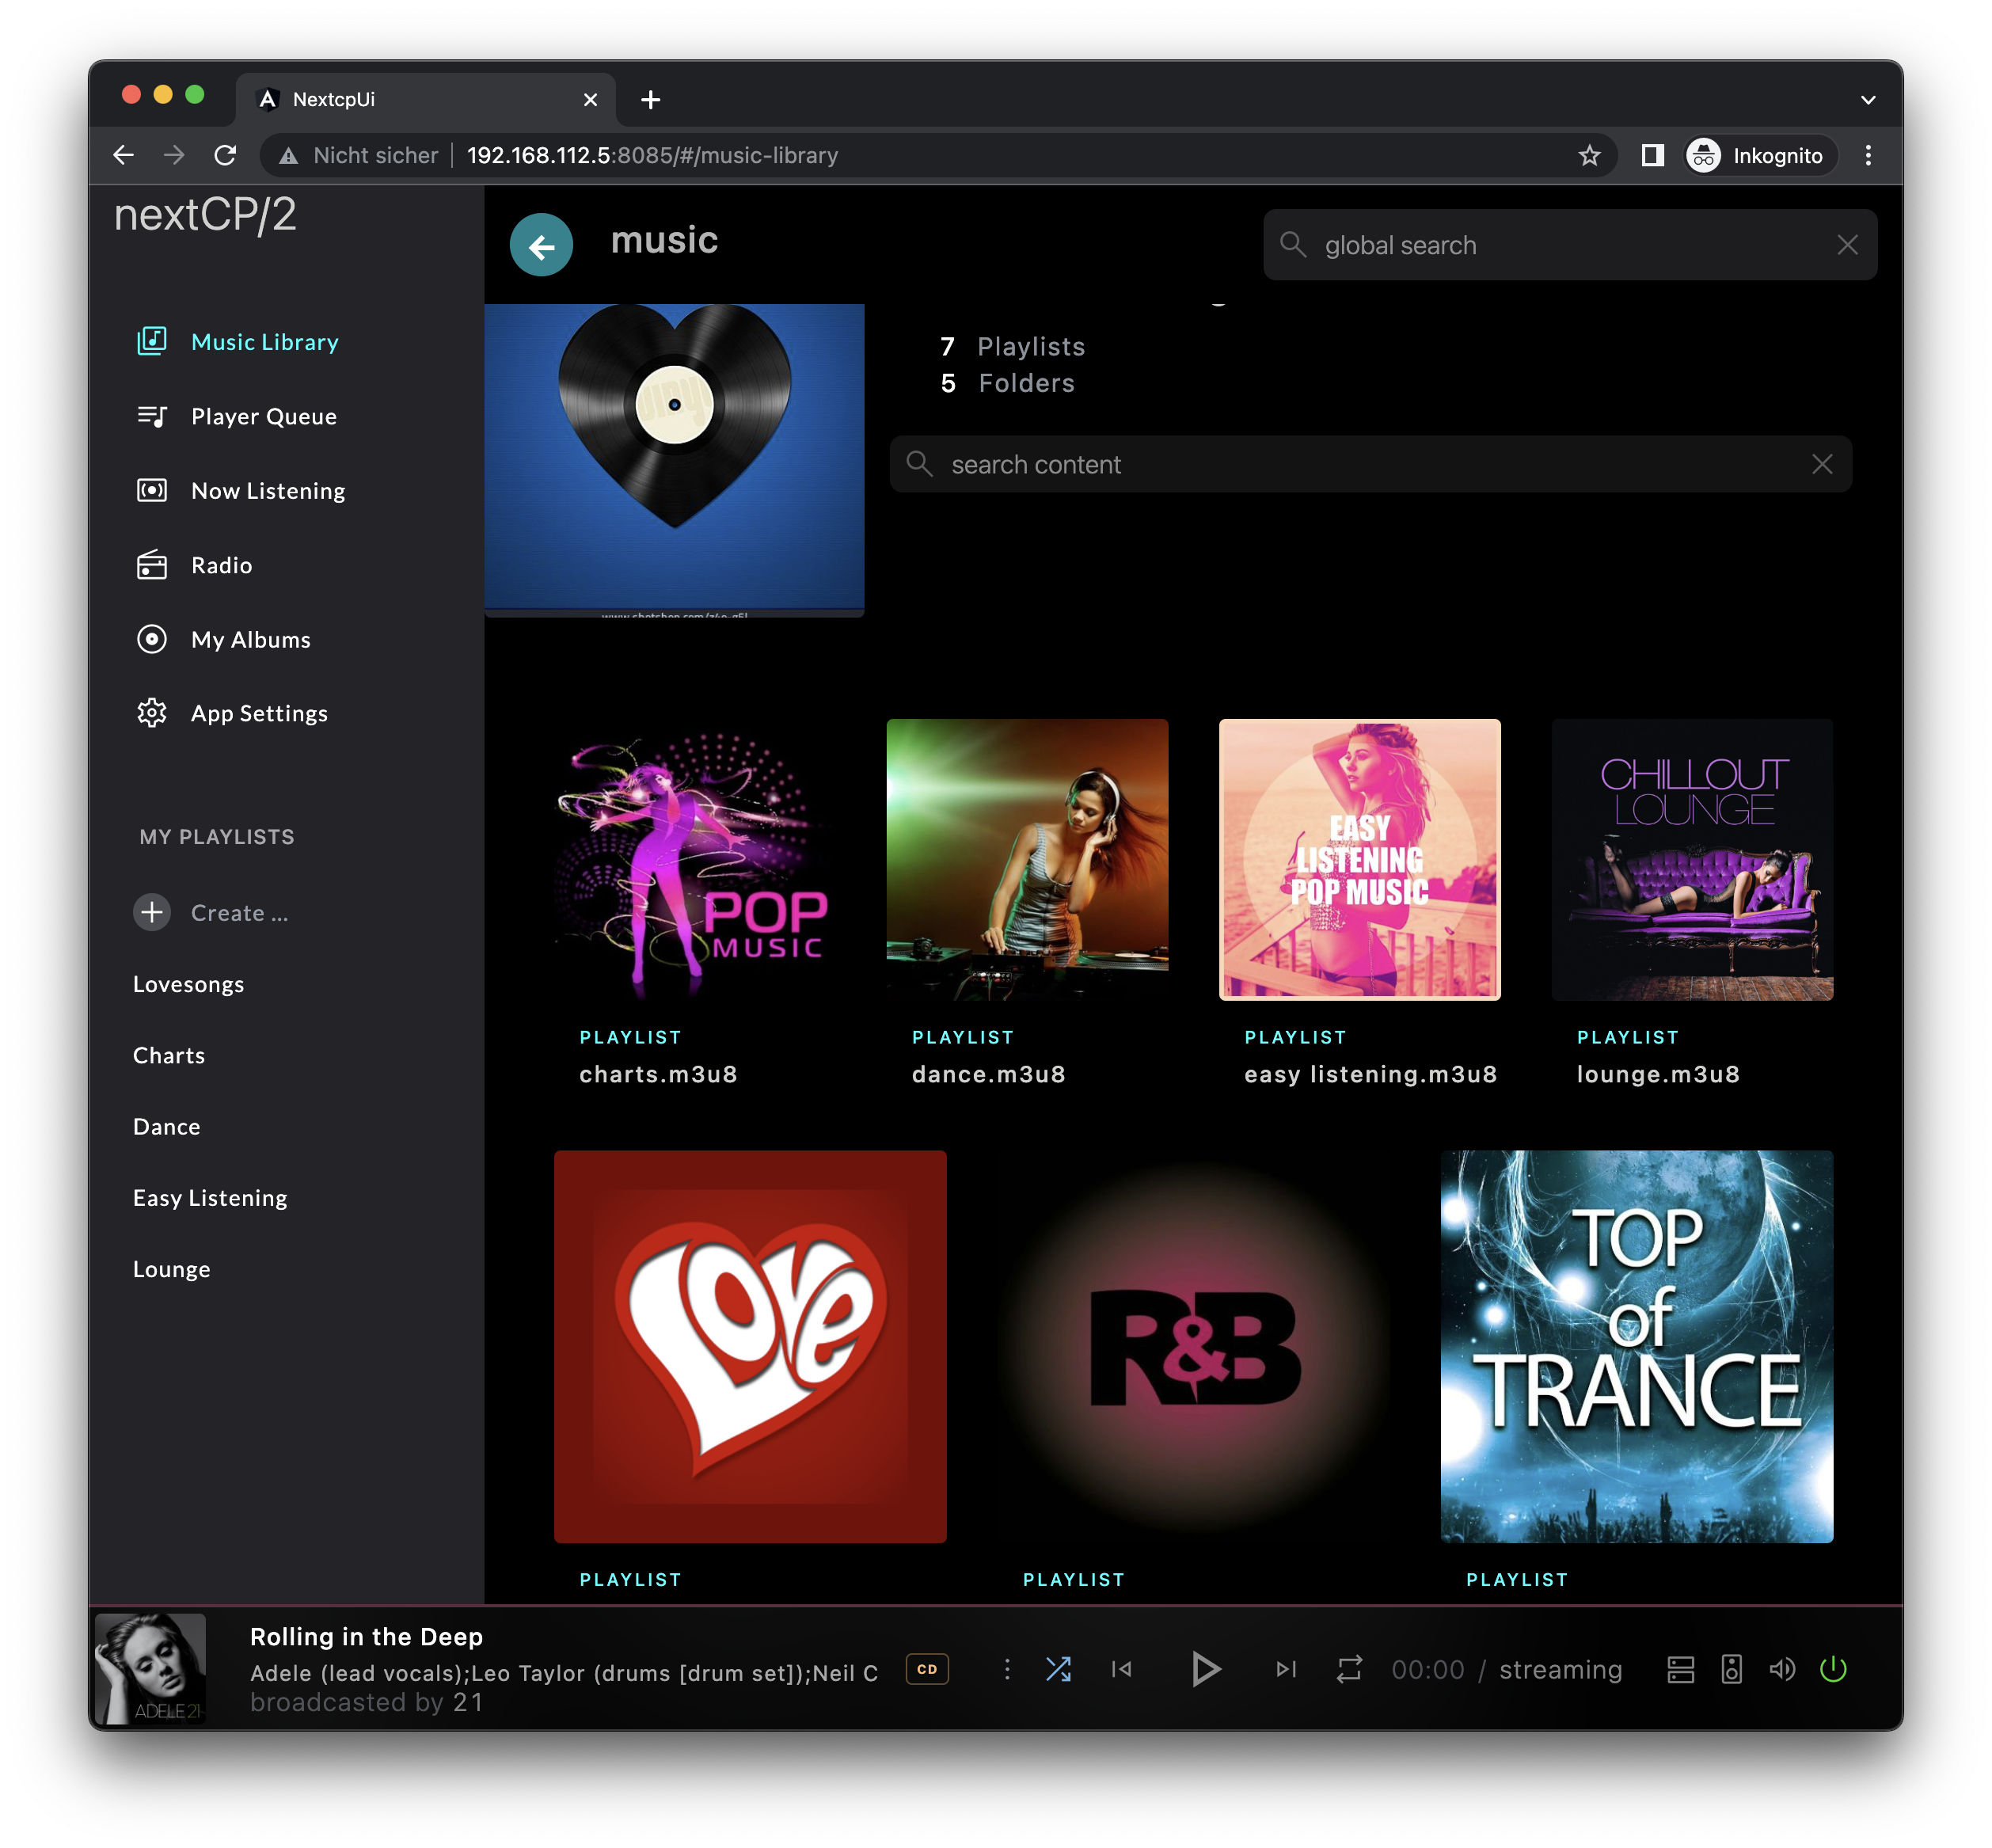 NextcpUi
Nicht sicher 192.168.112.5:8085/#/music-library
Inkognito
nextCP/2
music
global search
Music Library
Player Queue
Now Listening
Radio
My Albums
App Settings
MY PLAYLISTS
Create ...
Lovesongs
Charts
Dance
Easy Listening
Lounge
7 Playlists
5 Folders
search content
POP
MUSIC
EASY
LISTENING
POP MUSIC
CHILLOUT
LOUNGE
PLAYLIST
charts.m3u8
PLAYLIST
dance.m3u8
PLAYLIST
easy listening.m3u8
PLAYLIST
lounge.m3u8
Love
R&B
TOP
of
TRANCE
PLAYLIST
PLAYLIST
PLAYLIST
ADELE 21
Rolling in the Deep
Adele (lead vocals);Leo Taylor (drums [drum set]);Neil C
broadcasted by 21
CD
00:00 / streaming